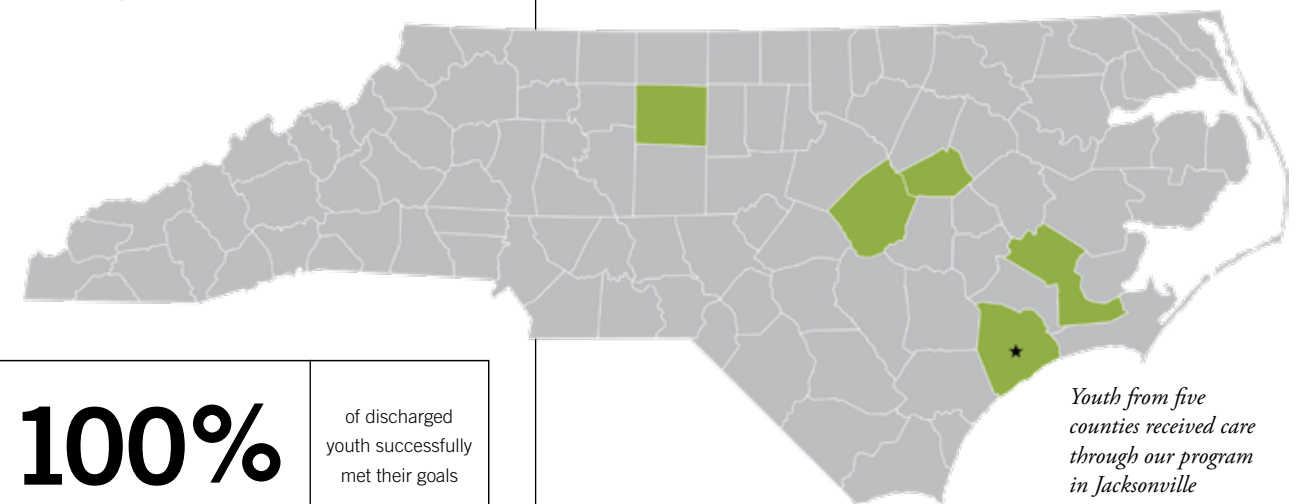 100%
of discharged
youth successfully
met their goals
Youth from five
counties received care
through our program
in Jacksonville